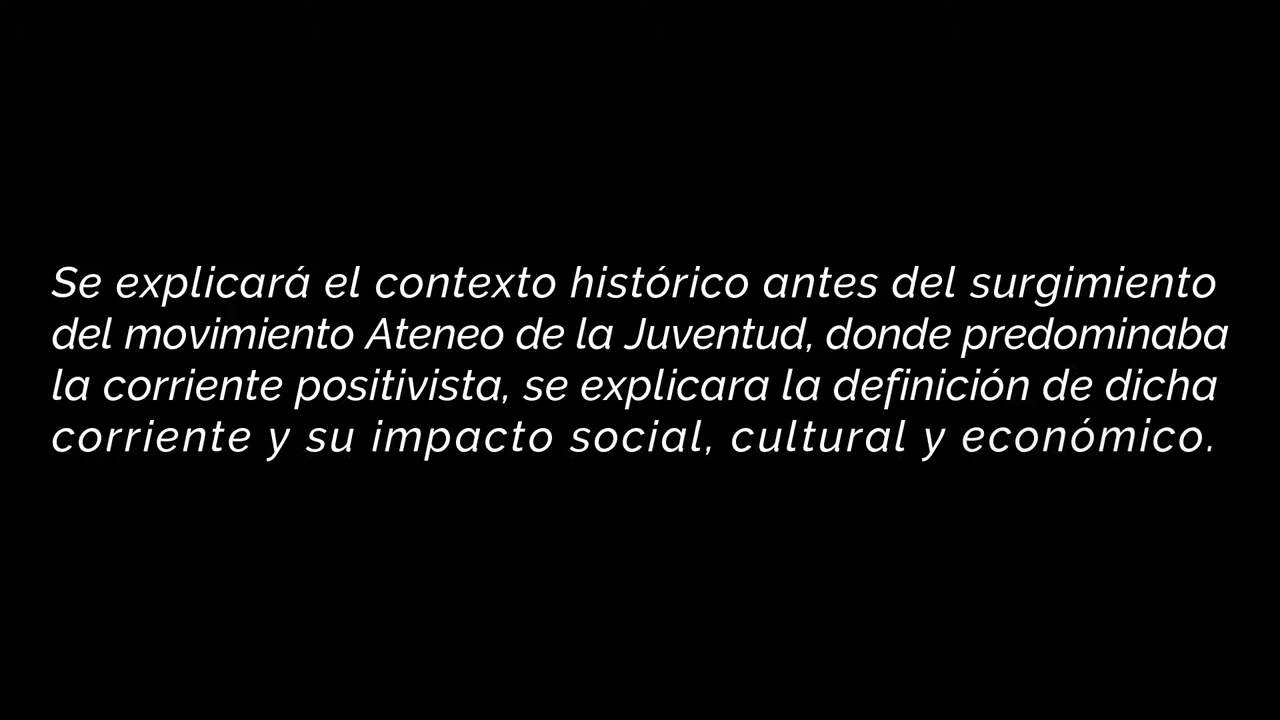 Se explicará el contexto histórico antes del surgimiento
del movimiento Ateneo de la Juventud, donde predominaba
la corriente positivista, se explicara la definición de dicha
corriente y su impacto social, cultural y económico.